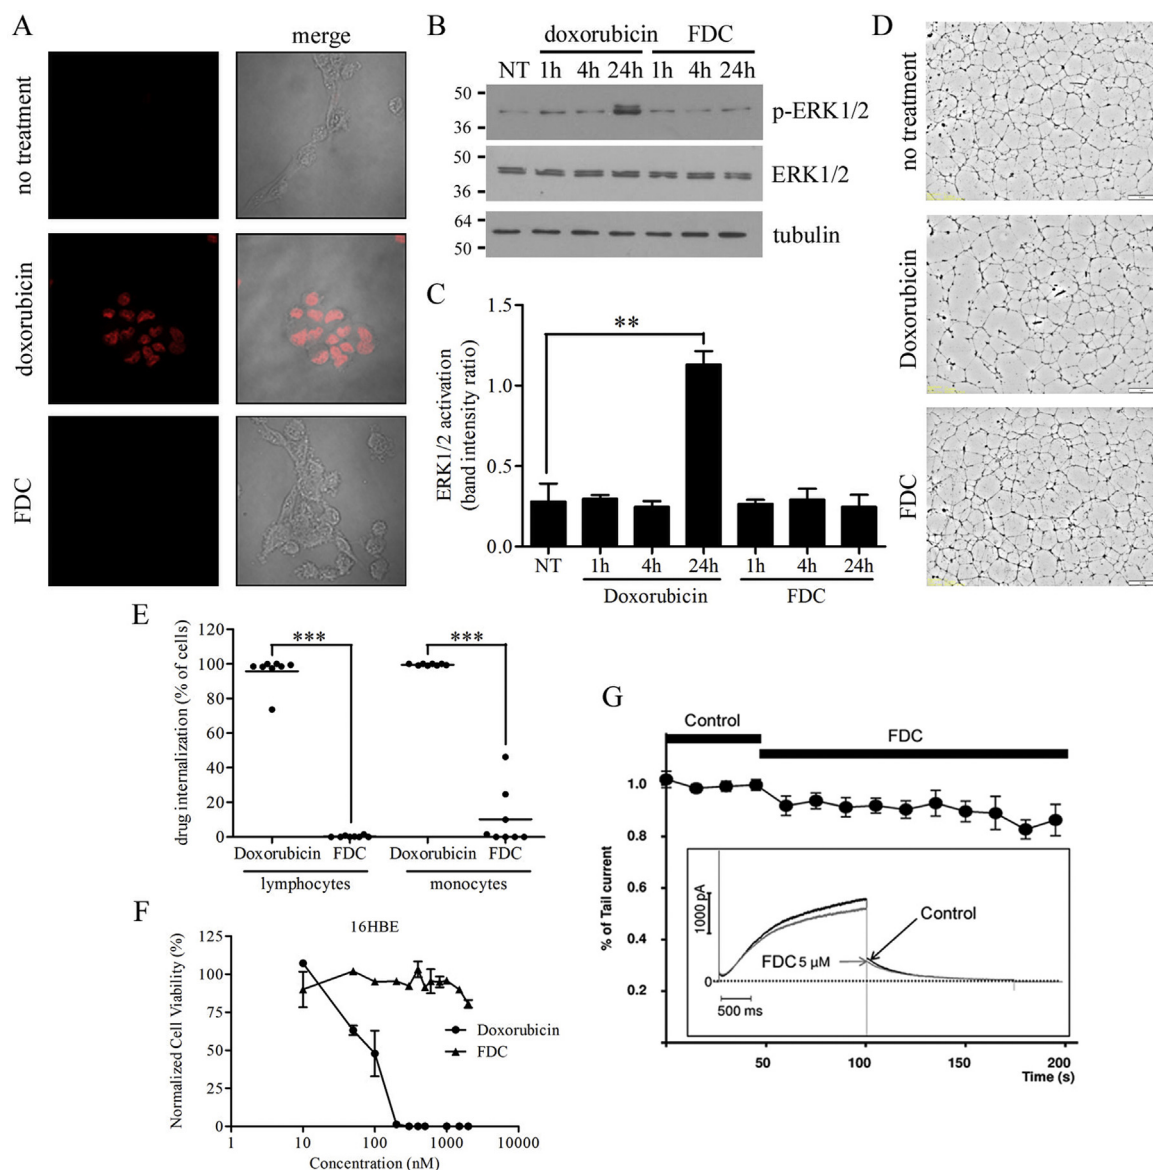 A
merge
no treatment
doxorubicin
FDC
B
doxorubicin FDC
NT 1h 4h 24h 1h 4h 24h
50
36
p-ERK1/2
50
36
ERK1/2
64
50
tubulin
C
ERK1/2 activation
(band intensity ratio)
1.5
1.0
0.5
0.0
**
NT 1h 4h 24h 1h 4h 24h
Doxorubicin FDC
D
no treatment
Doxorubicin
FDC
E
drug internalization (% of cells)
120
100
80
60
40
20
0
*** ***
Doxorubicin FDC Doxorubicin FDC
lymphocytes monocytes
F
16HBE
Normalized Cell Viability (%)
125
100
75
50
25
0
Doxorubicin
FDC
1 10 100 1000 10000
Concentration (nM)
G
Control
FDC
% of Tail current
1.0
0.8
0.6
0.4
0.2
1000 pA
Control
FDC 5 µM
0
500 ms
0 50 100 150 200
Time (s)